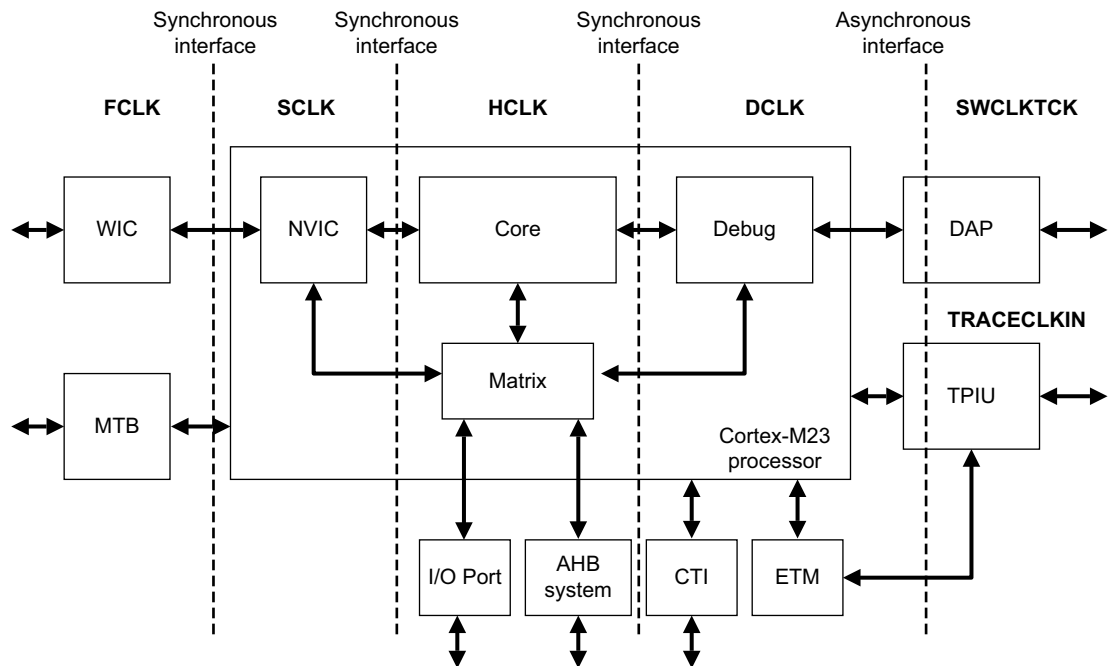 Synchronous
interface
Synchronous
interface
Synchronous
interface
Asynchronous
interface
FCLK
SCLK
HCLK
DCLK
SWCLKTCK
WIC
NVIC
Core
Debug
DAP
TRACECLKIN
Matrix
MTB
TPIU
Cortex-M23
processor
I/O Port
AHB
system
CTI
ETM